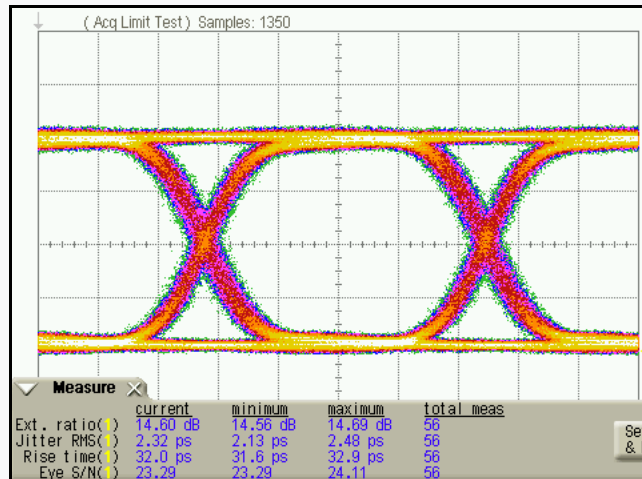 ( Acq Limit Test ) Samples: 1350
Measure
current minimum maximum total meas
Ext. ratio(1) 14.60 dB 14.56 dB 14.69 dB 56
Jitter RMS(1) 2.32 ps 2.13 ps 2.48 ps 56
Rise time(1) 32.0 ps 31.6 ps 32.9 ps 56
Eye S/N(1) 23.29 23.29 24.11 56
Se
&